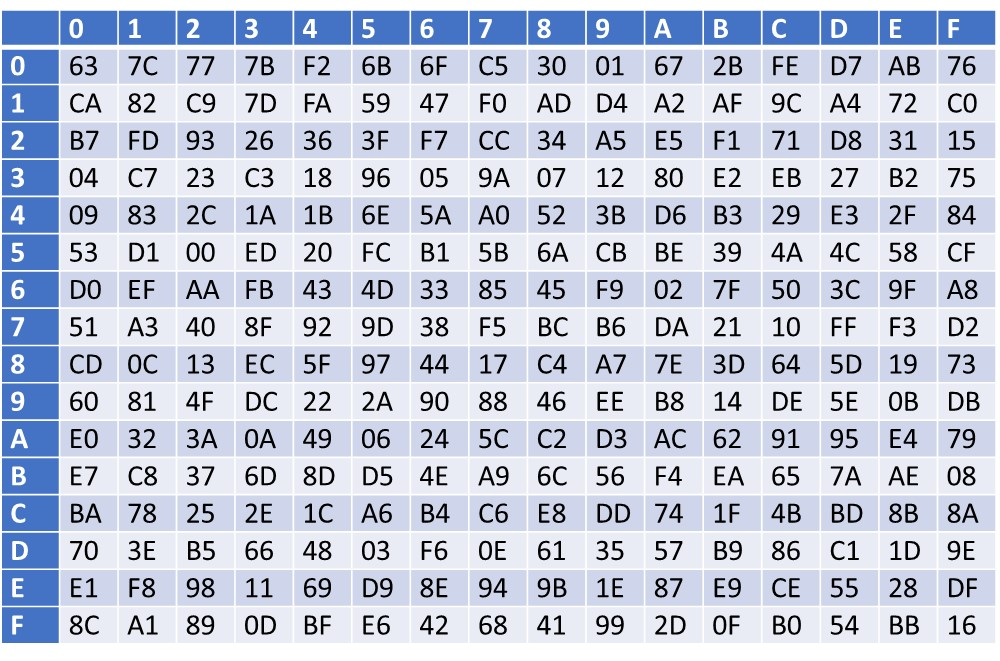 0 1 2 3 4 5 6 7 8 9 A B C D E F
0 63 7C 77 7B F2 6B 6F C5 30 01 67 2B FE D7 AB 76
1 CA 82 C9 7D FA 59 47 F0 AD D4 A2 AF 9C A4 72 C0
2 B7 FD 93 26 36 3F F7 CC 34 A5 E5 F1 71 D8 31 15
3 04 C7 23 C3 18 96 05 9A 07 12 80 E2 EB 27 B2 75
4 09 83 2C 1A 1B 6E 5A A0 52 3B D6 B3 29 E3 2F 84
5 53 D1 00 ED 20 FC B1 5B 6A CB BE 39 4A 4C 58 CF
6 D0 EF AA FB 43 4D 33 85 45 F9 02 7F 50 3C 9F A8
7 51 A3 40 8F 92 9D 38 F5 BC B6 DA 21 10 FF F3 D2
8 CD 0C 13 EC 5F 97 44 17 C4 A7 7E 3D 64 5D 19 73
9 60 81 4F DC 22 2A 90 88 46 EE B8 14 DE 5E 0B DB
A E0 32 3A 0A 49 06 24 5C C2 D3 AC 62 91 95 E4 79
B E7 C8 37 6D 8D D5 4E A9 6C 56 F4 EA 65 7A AE 08
C BA 78 25 2E 1C A6 B4 C6 E8 DD 74 1F 4B BD 8B 8A
D 70 3E B5 66 48 03 F6 0E 61 35 57 B9 86 C1 1D 9E
E E1 F8 98 11 69 D9 8E 94 9B 1E 87 E9 CE 55 28 DF
F 8C A1 89 0D BF E6 42 68 41 99 2D 0F B0 54 BB 16